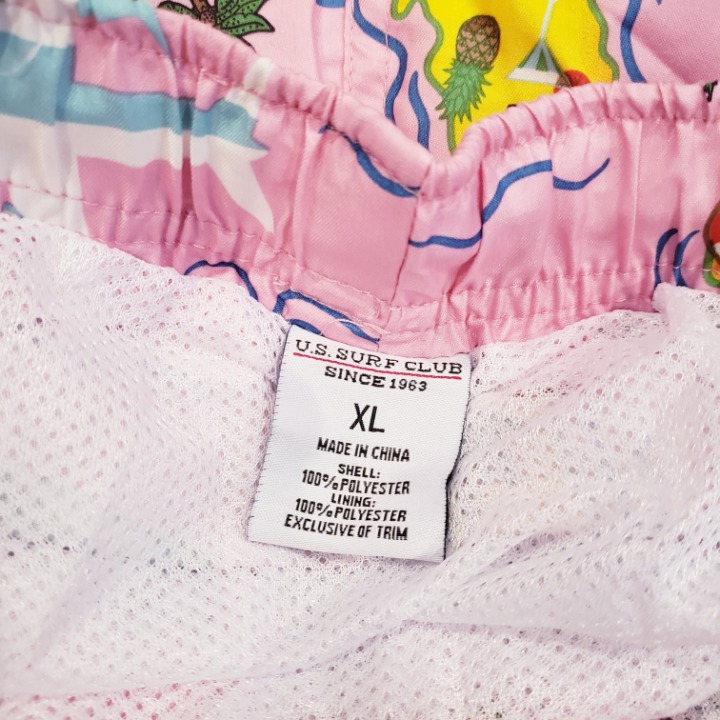 U.S. SURF CLUB
SINCE 1963
XL
MADE IN CHINA
SHELL:
100% POLYESTER
LINING:
100% POLYESTER
EXCLUSIVE OF TRIM